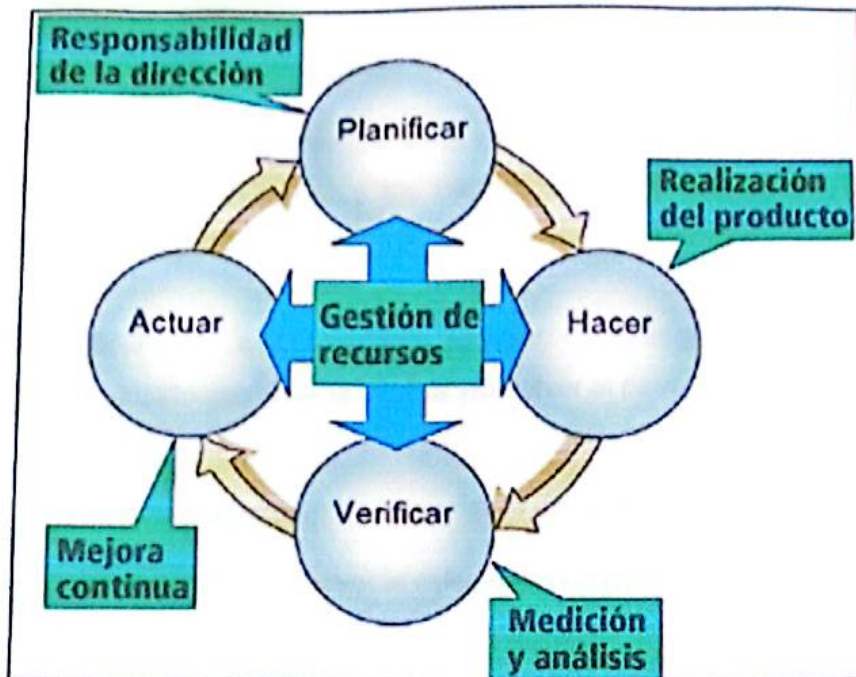 Responsabilidad
de la dirección
Planificar
Realización
del producto
Actuar
Gestión de
recursos
Hacer
Verificar
Mejora
continua
Medición
y análisis